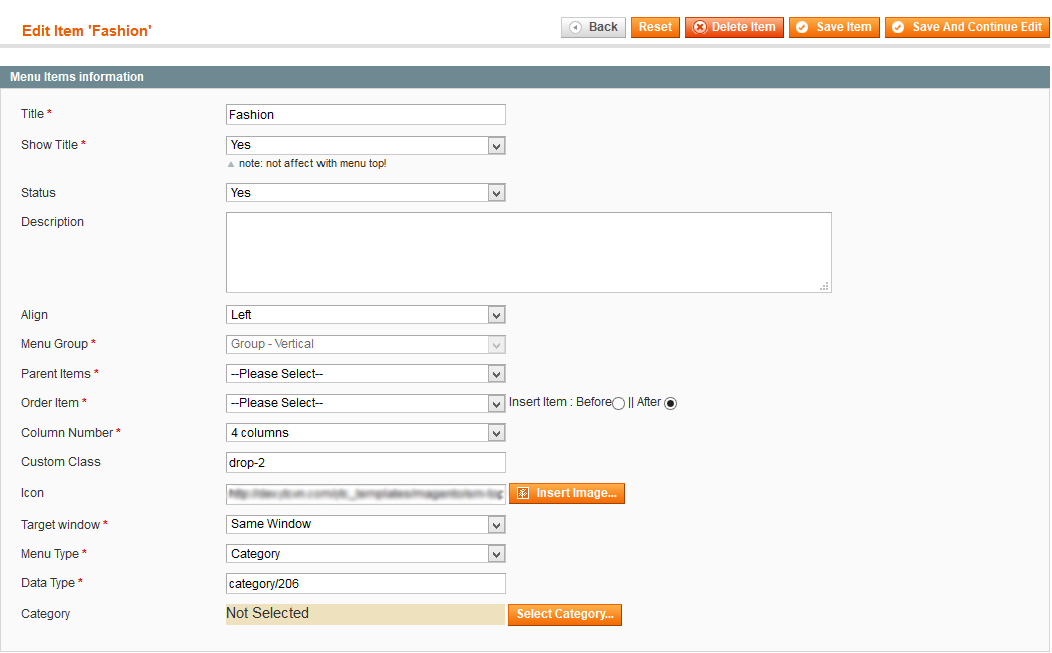 Edit Item 'Fashion'
Back Reset Delete Item Save Item Save And Continue Edit
Menu Items information
Title * Fashion
Show Title * Yes
note: not affect with menu top!
Status Yes
Description
Align Left
Menu Group * Group - Vertical
Parent Items * --Please Select--
Order Item * --Please Select-- Insert Item : Before || After
Column Number * 4 columns
Custom Class drop-2
Icon Insert Image...
Target window * Same Window
Menu Type * Category
Data Type * category/206
Category Not Selected Select Category...